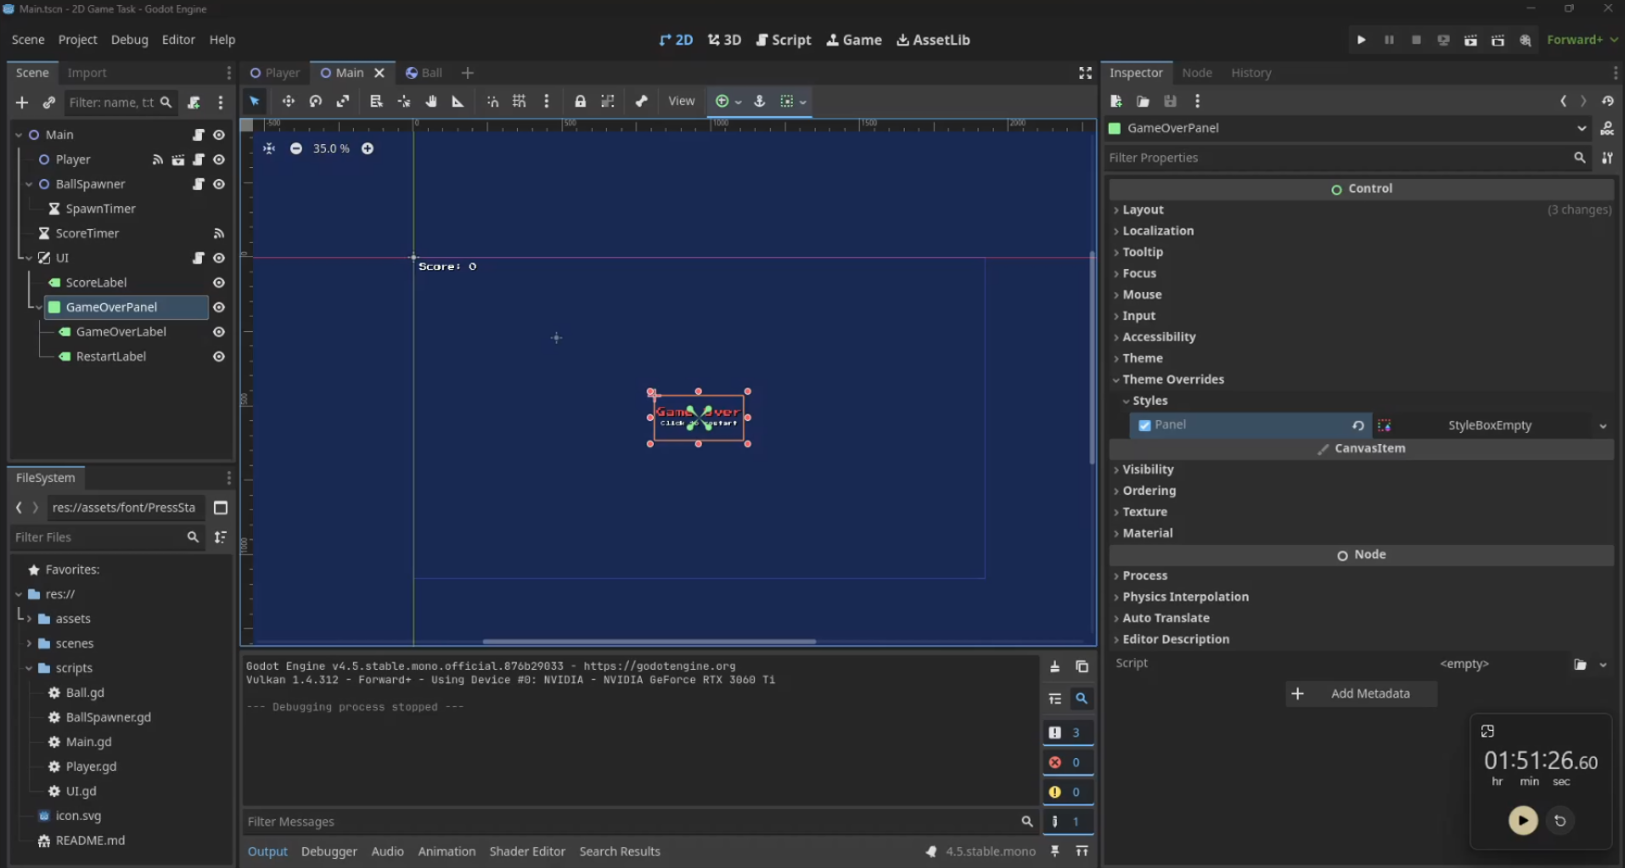 Main.tscn - 2D Game Task - Godot Engine
Scene Project Debug Editor Help
2D 3D Script Game AssetLib
Forward+
Scene Import
Filter: name, t:t
Main
Player
BallSpawner
SpawnTimer
ScoreTimer
UI
ScoreLabel
GameOverPanel
GameOverLabel
RestartLabel
FileSystem
res://assets/font/PressSta
Filter Files
Favorites:
res://
assets
scenes
scripts
Ball.gd
BallSpawner.gd
Main.gd
Player.gd
UI.gd
icon.svg
README.md
Player Main Ball
View
-500 0 500 1000 1500 2000
35.0 %
0
500
1000
Score: 0
Game Over
Click to restart
Godot Engine v4.5.stable.mono.official.876b29033 - https://godotengine.org
Vulkan 1.4.312 - Forward+ - Using Device #0: NVIDIA - NVIDIA GeForce RTX 3060 Ti
--- Debugging process stopped ---
3
0
0
1
Filter Messages
Output Debugger Audio Animation Shader Editor Search Results
4.5.stable.mono
Inspector Node History
GameOverPanel
DOC
Filter Properties
Control
Layout (3 changes)
Localization
Tooltip
Focus
Mouse
Input
Accessibility
Theme
Theme Overrides
Styles
Panel StyleBoxEmpty
CanvasItem
Visibility
Ordering
Texture
Material
Node
Process
Physics Interpolation
Auto Translate
Editor Description
Script <empty>
Add Metadata
01:51:26.60
hr min sec